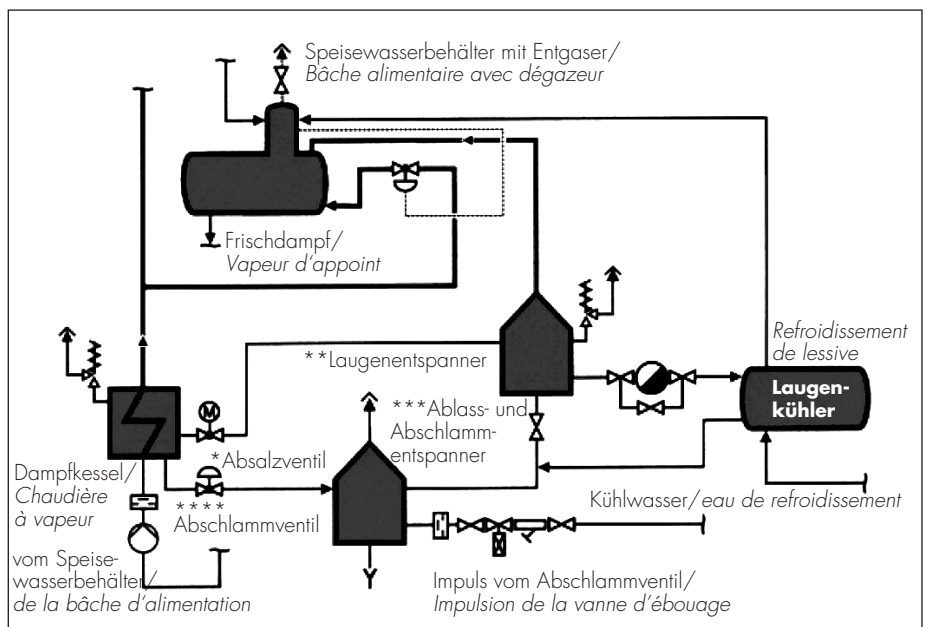 Speisewasserbehälter mit Entgaser/
Bâche alimentaire avec dégazeur
Frischdampf/
Vapeur d'appoint
**Laugenentspanner
Refroidissement
de lessive
Laugen-
kühler
M
***Ablass- und
Abschlamm-
entspanner
*Absalzventil
Dampfkessel/
Chaudière
à vapeur
****
Abschlammventil
Kühlwasser/eau de refroidissement
vom Speise-
wasserbehälter/
de la bâche d'alimentation
Impuls vom Abschlammventil/
Impulsion de la vanne d'ébouage